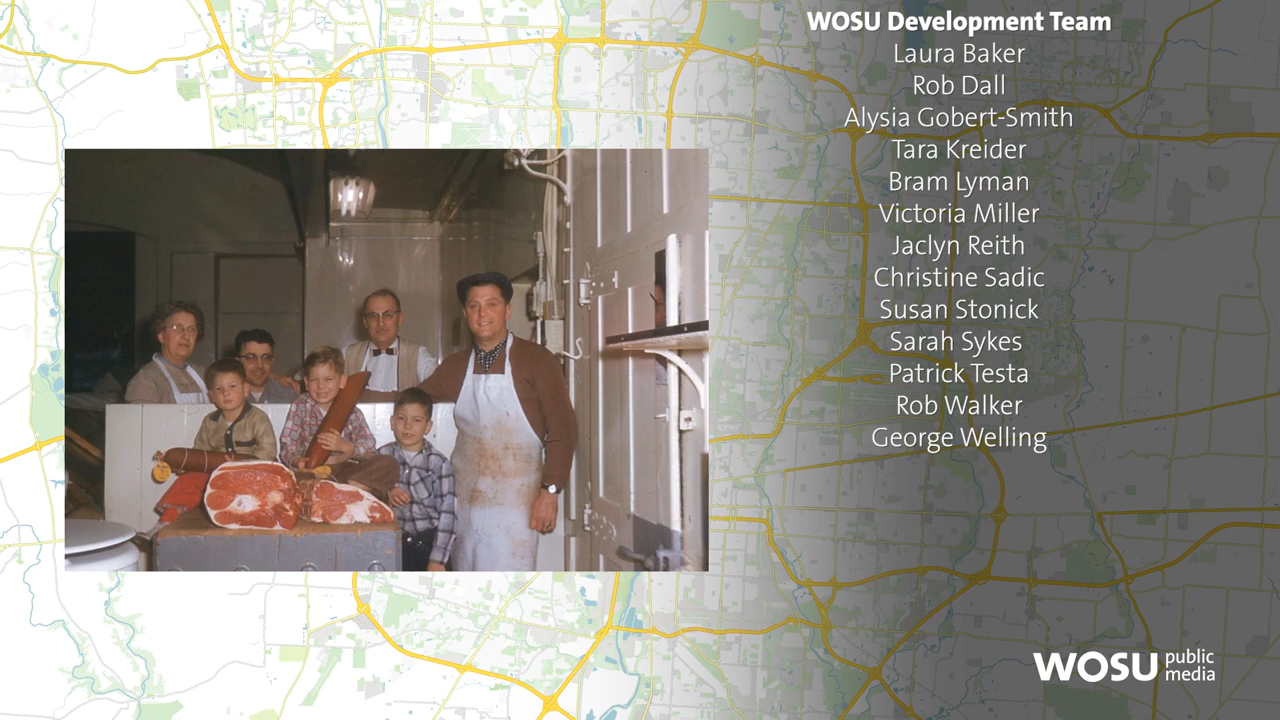 WOSU Development Team
Laura Baker
Rob Dall
Alysia Gobert-Smith
Tara Kreider
Bram Lyman
Victoria Miller
Jaclyn Reith
Christine Sadic
Susan Stonick
Sarah Sykes
Patrick Testa
Rob Walker
George Welling
WOSU public media